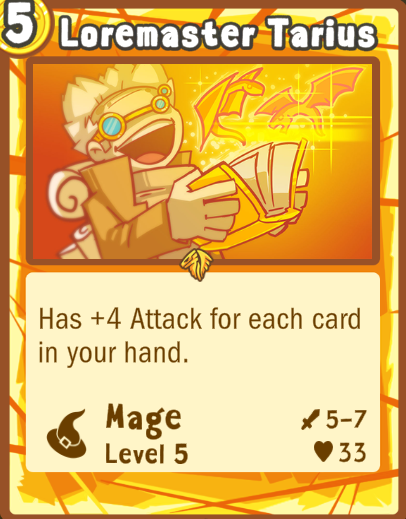 5 Loremaster Tarius
Has +4 Attack for each card
in your hand.
Mage 5–7
Level 5 33